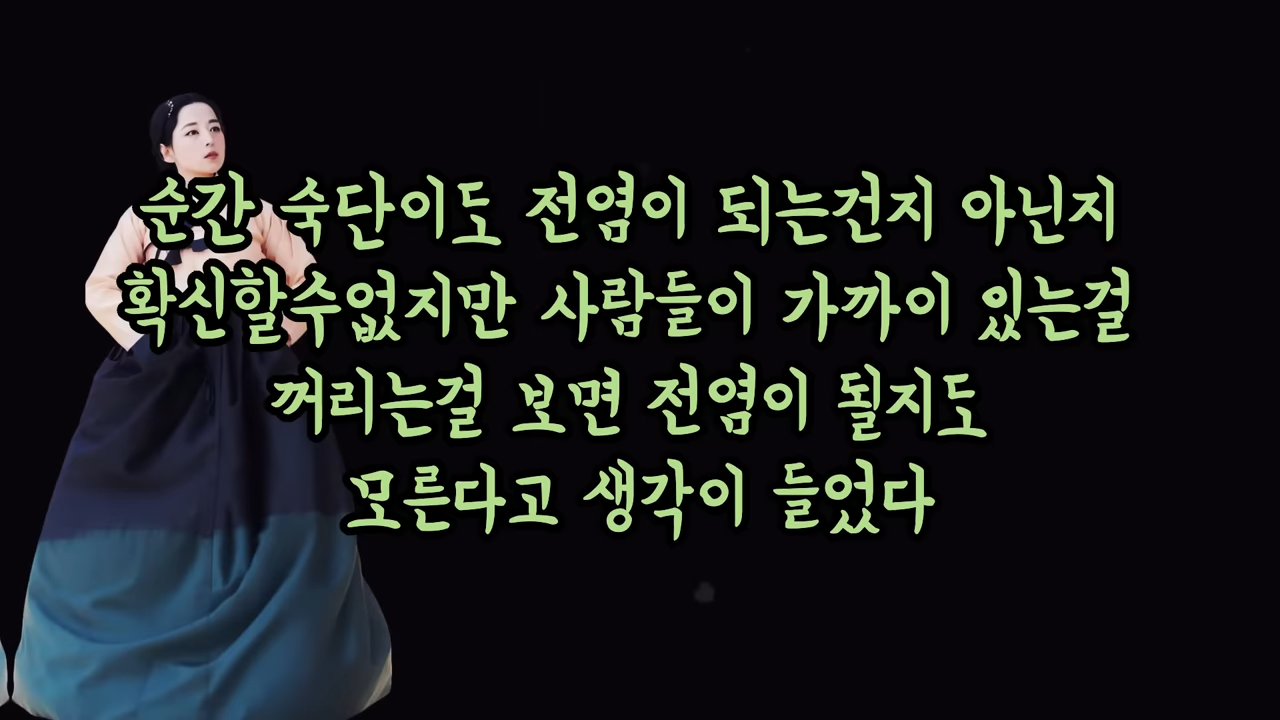 순간 숙단이도 전염이 되는건지 아닌지
확신할수없지만 사람들이 가까이 있는걸
꺼리는걸 보면 전염이 될지도
모른다고 생각이 들었다